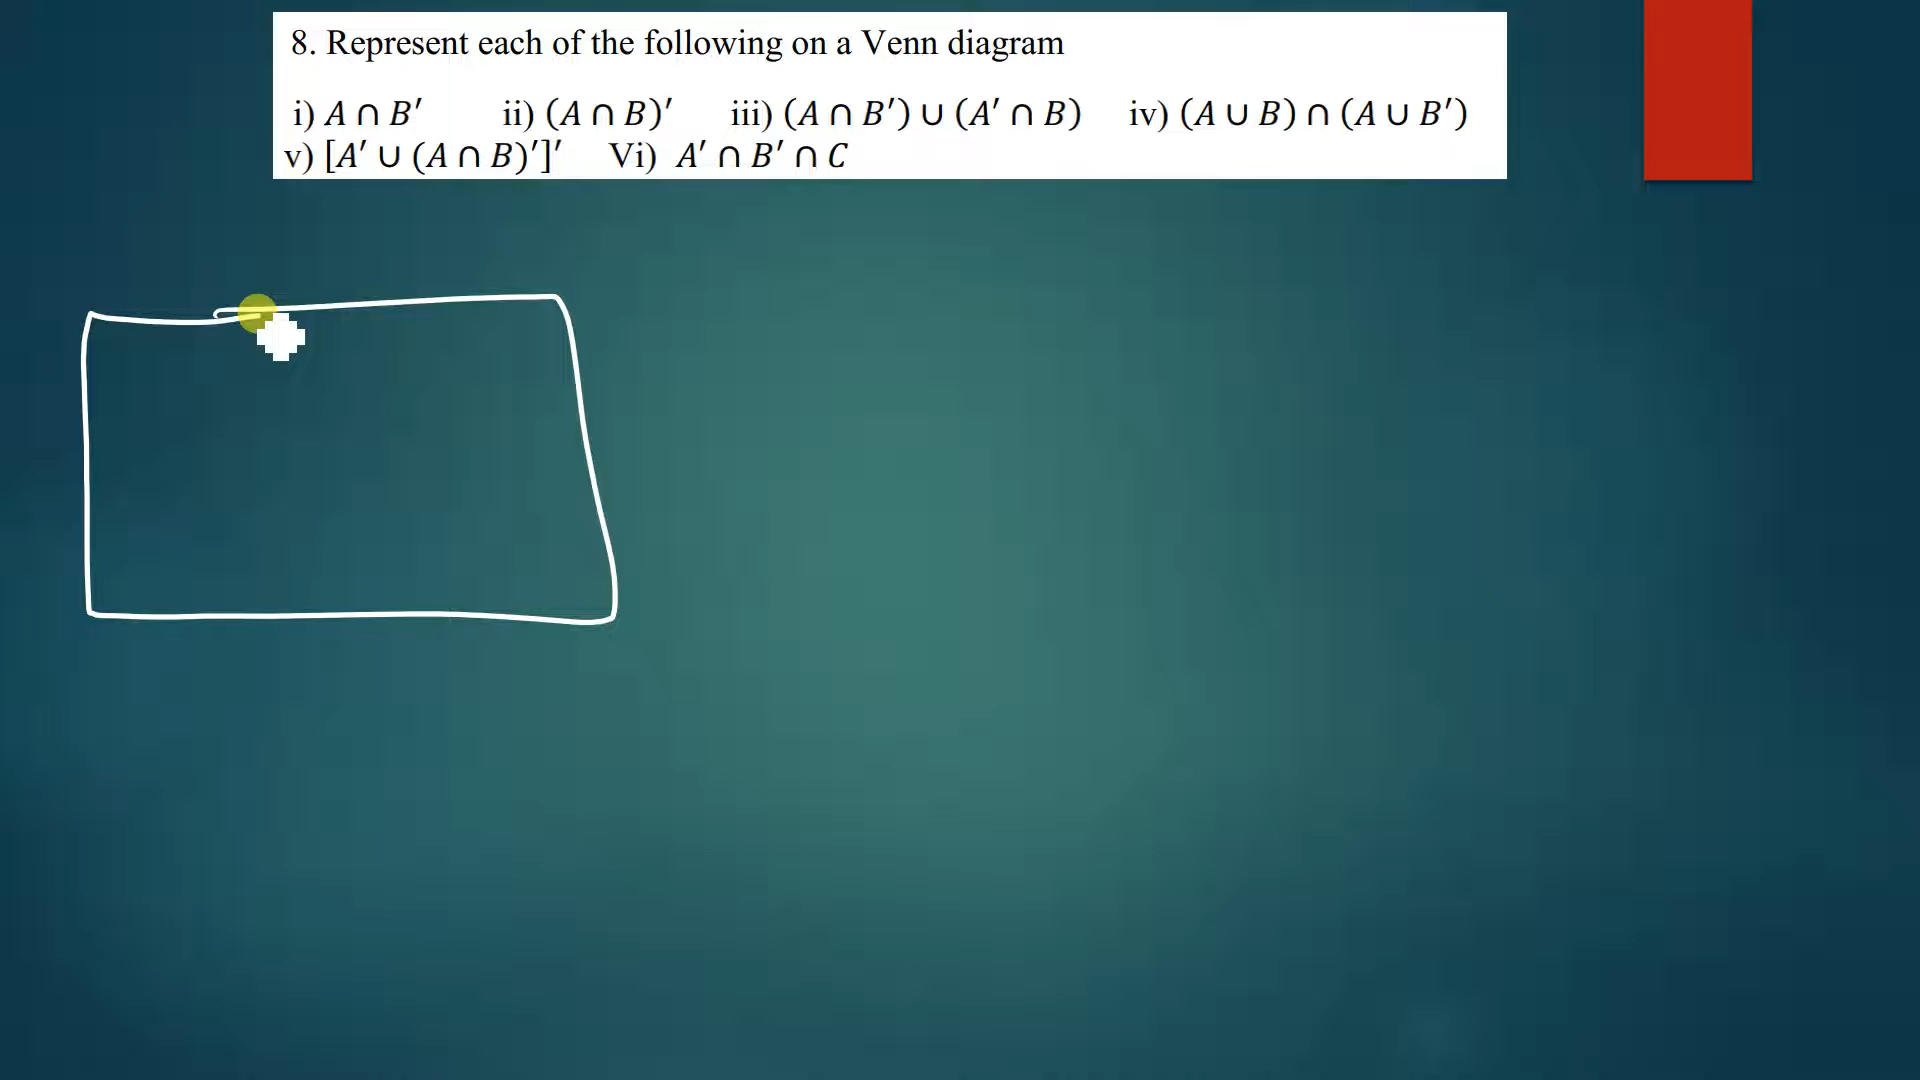 8. Represent each of the following on a Venn diagram
i) A ∩ B′ ii) (A ∩ B)′ iii) (A ∩ B′) ∪ (A′ ∩ B) iv) (A ∪ B) ∩ (A ∪ B′)
v) [A′ ∪ (A ∩ B)′]′ Vi) A′ ∩ B′ ∩ C